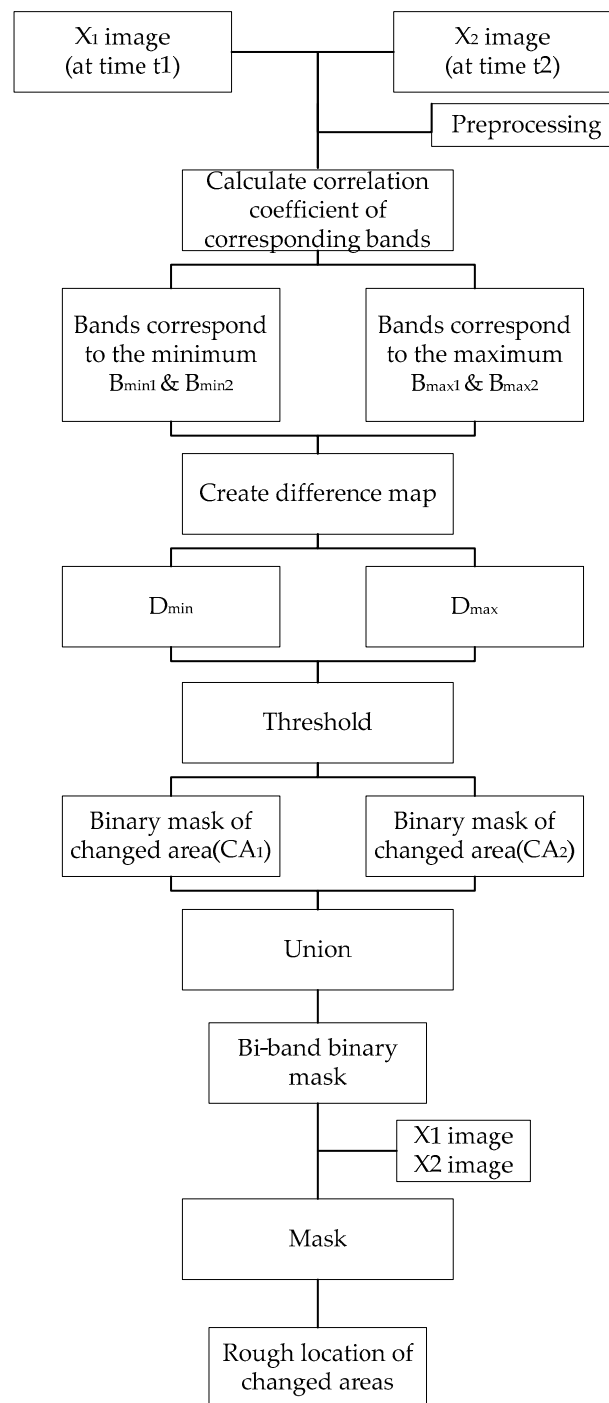 X1 image
(at time t1)
X2 image
(at time t2)
Preprocessing
Calculate correlation
coefficient of
corresponding bands
Bands correspond
to the minimum
Bmin1 & Bmin2
Bands correspond
to the maximum
Bmax1 & Bmax2
Create difference map
Dmin
Dmax
Threshold
Binary mask of
changed area(CA1)
Binary mask of
changed area(CA2)
Union
Bi-band binary
mask
X1 image
X2 image
Mask
Rough location of
changed areas